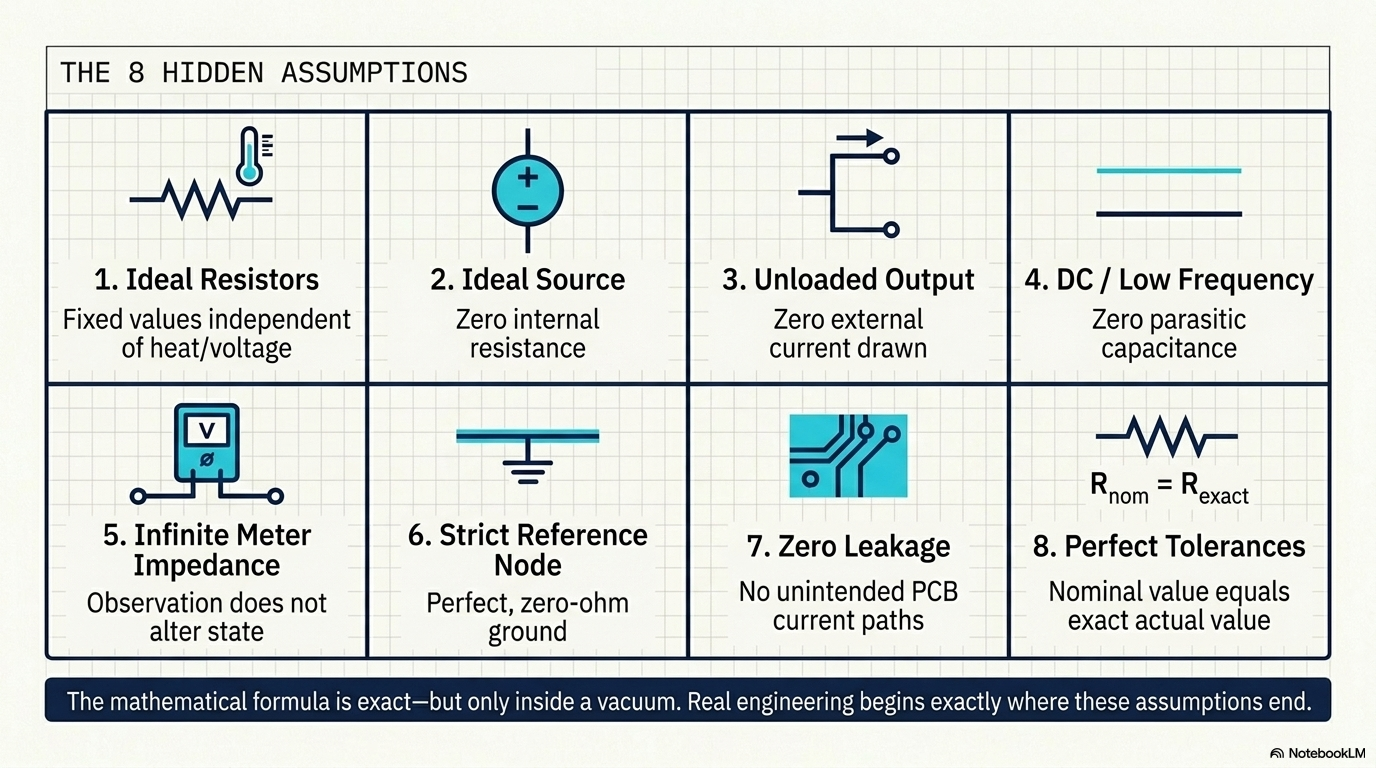 THE 8 HIDDEN ASSUMPTIONS
1. Ideal Resistors
Fixed values independent
of heat/voltage
+
−
2. Ideal Source
Zero internal
resistance
3. Unloaded Output
Zero external
current drawn
4. DC / Low Frequency
Zero parasitic
capacitance
V
Ø
5. Infinite Meter
Impedance
Observation does not
alter state
6. Strict Reference
Node
Perfect, zero-ohm
ground
7. Zero Leakage
No unintended PCB
current paths
Rnom = Rexact
8. Perfect Tolerances
Nominal value equals
exact actual value
The mathematical formula is exact—but only inside a vacuum. Real engineering begins exactly where these assumptions end.
NotebookLM